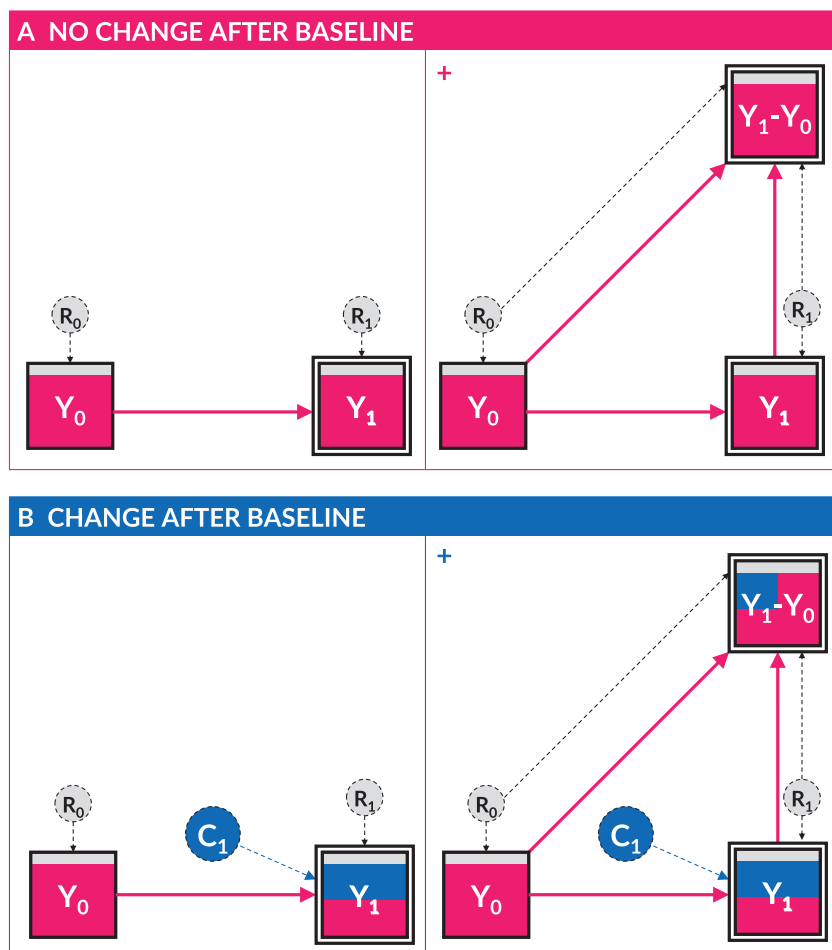 A NO CHANGE AFTER BASELINE
R₀
R₁
Y₀
Y₁
+
Y₁-Y₀
R₀
R₁
Y₀
Y₁
B CHANGE AFTER BASELINE
R₀
C₁
R₁
Y₀
Y₁
+
Y₁-Y₀
R₀
C₁
R₁
Y₀
Y₁